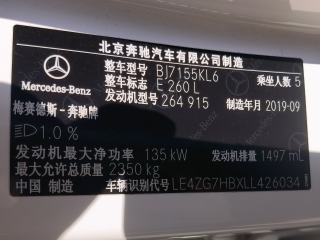 北京奔驰汽车有限公司制造
整车型号 BJ7155KL6 乘坐人数 5
Mercedes-Benz 整车标志 E 260 L
发动机型号 264 915 制造年月 2019-09
梅赛德斯-奔驰牌
1.0 %
发动机最大净功率 135 kW 发动机排量 1497 mL
最大允许总质量 2350 kg
中国 制造 车辆识别代号 LE4ZG7HBXLL426034